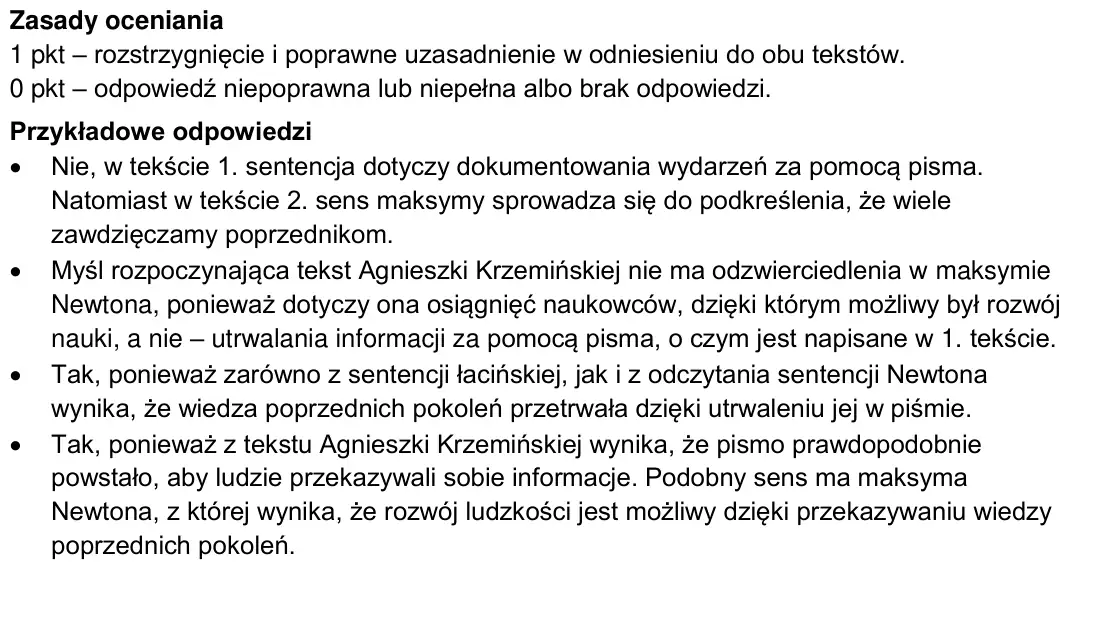 Zasady oceniania
1 pkt – rozstrzygnięcie i poprawne uzasadnienie w odniesieniu do obu tekstów.
0 pkt – odpowiedź niepoprawna lub niepełna albo brak odpowiedzi.
Przykładowe odpowiedzi
• Nie, w tekście 1. sentencja dotyczy dokumentowania wydarzeń za pomocą pisma.
Natomiast w tekście 2. sens maksymy sprowadza się do podkreślenia, że wiele
zawdzięczamy poprzednikom.
• Myśl rozpoczynająca tekst Agnieszki Krzemińskiej nie ma odzwierciedlenia w maksymie
Newtona, ponieważ dotyczy ona osiągnięć naukowców, dzięki którym możliwy był rozwój
nauki, a nie – utrwalania informacji za pomocą pisma, o czym jest napisane w 1. tekście.
• Tak, ponieważ zarówno z sentencji łacińskiej, jak i z odczytania sentencji Newtona
wynika, że wiedza poprzednich pokoleń przetrwała dzięki utrwaleniu jej w piśmie.
• Tak, ponieważ z tekstu Agnieszki Krzemińskiej wynika, że pismo prawdopodobnie
powstało, aby ludzie przekazywali sobie informacje. Podobny sens ma maksyma
Newtona, z której wynika, że rozwój ludzkości jest możliwy dzięki przekazywaniu wiedzy
poprzednich pokoleń.